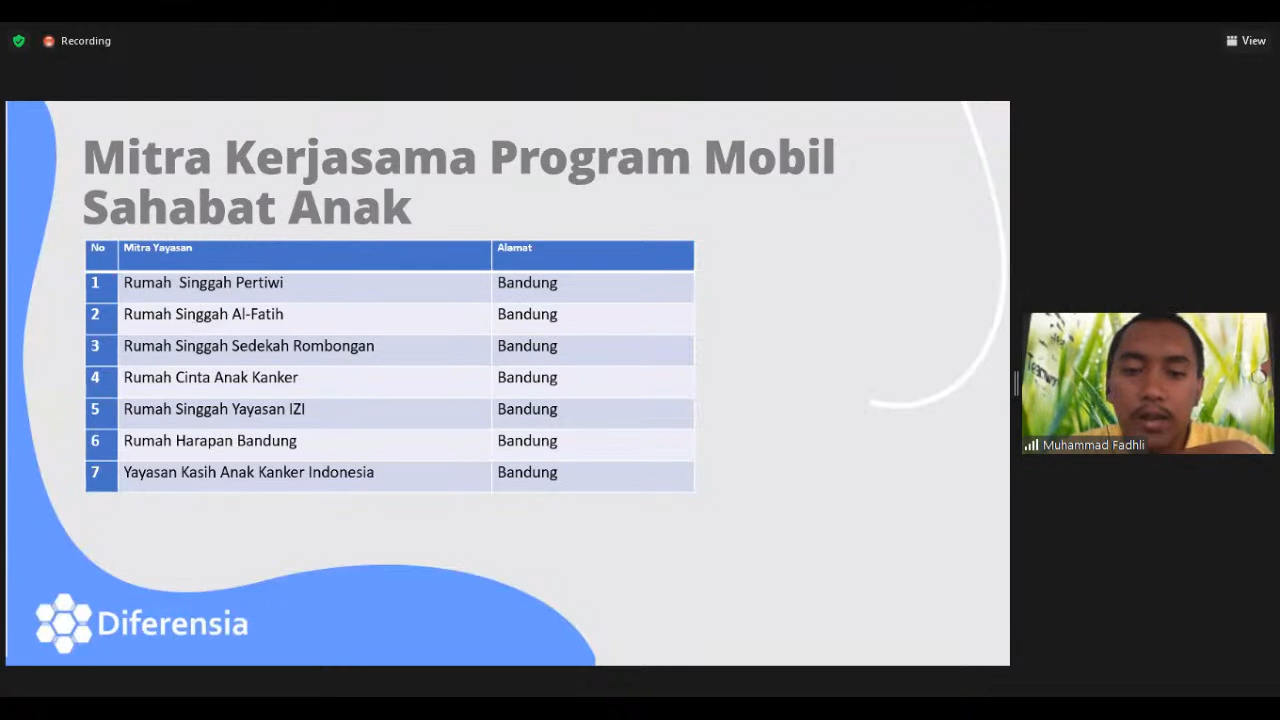 Recording
View
Mitra Kerjasama Program Mobil
Sahabat Anak
No Mitra Yayasan Alamat
1 Rumah Singgah Pertiwi Bandung
2 Rumah Singgah Al-Fatih Bandung
3 Rumah Singgah Sedekah Rombongan Bandung
4 Rumah Cinta Anak Kanker Bandung
5 Rumah Singgah Yayasan IZI Bandung
6 Rumah Harapan Bandung Bandung
7 Yayasan Kasih Anak Kanker Indonesia Bandung
Muhammad Fadhli
Diferensia